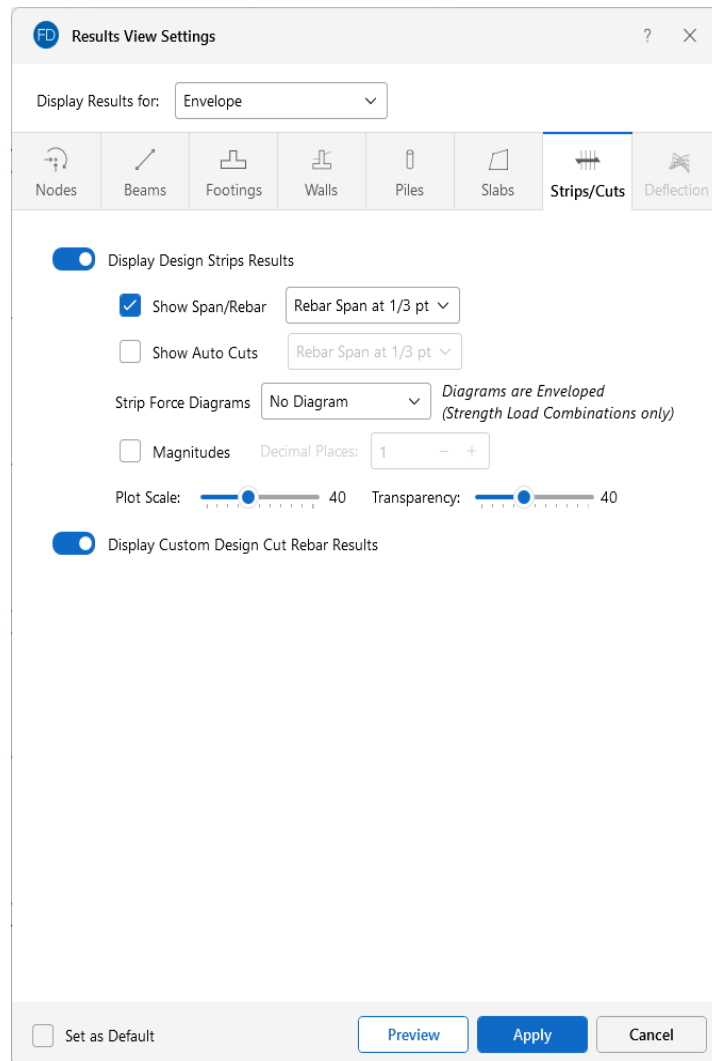 FD Results View Settings ?
Display Results for: Envelope
Nodes Beams Footings Walls Piles Slabs Strips/Cuts Deflection
Display Design Strips Results
Show Span/Rebar Rebar Span at 1/3 pt
Show Auto Cuts Rebar Span at 1/3 pt
Strip Force Diagrams No Diagram Diagrams are Enveloped
(Strength Load Combinations only)
Magnitudes Decimal Places: 1 - +
Plot Scale: 40 Transparency: 40
Display Custom Design Cut Rebar Results
Set as Default Preview Apply Cancel